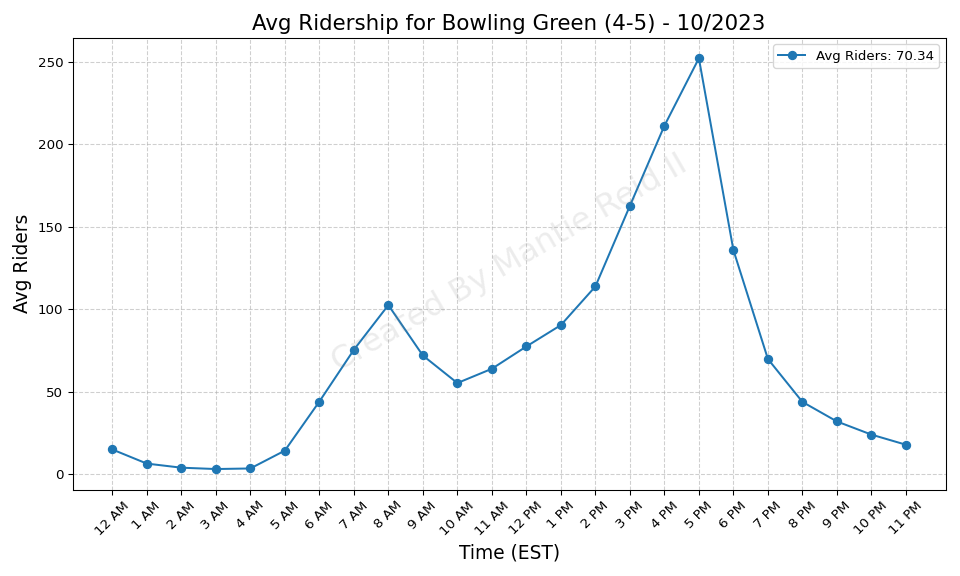 Avg Ridership for Bowling Green (4-5) - 10/2023
Avg Riders: 70.34
250
200
150
100
50
0
Avg Riders
Created By Mantie Reid II
12 AM
1 AM
2 AM
3 AM
4 AM
5 AM
6 AM
7 AM
8 AM
9 AM
10 AM
11 AM
12 PM
1 PM
2 PM
3 PM
4 PM
5 PM
6 PM
7 PM
8 PM
9 PM
10 PM
11 PM
Time (EST)